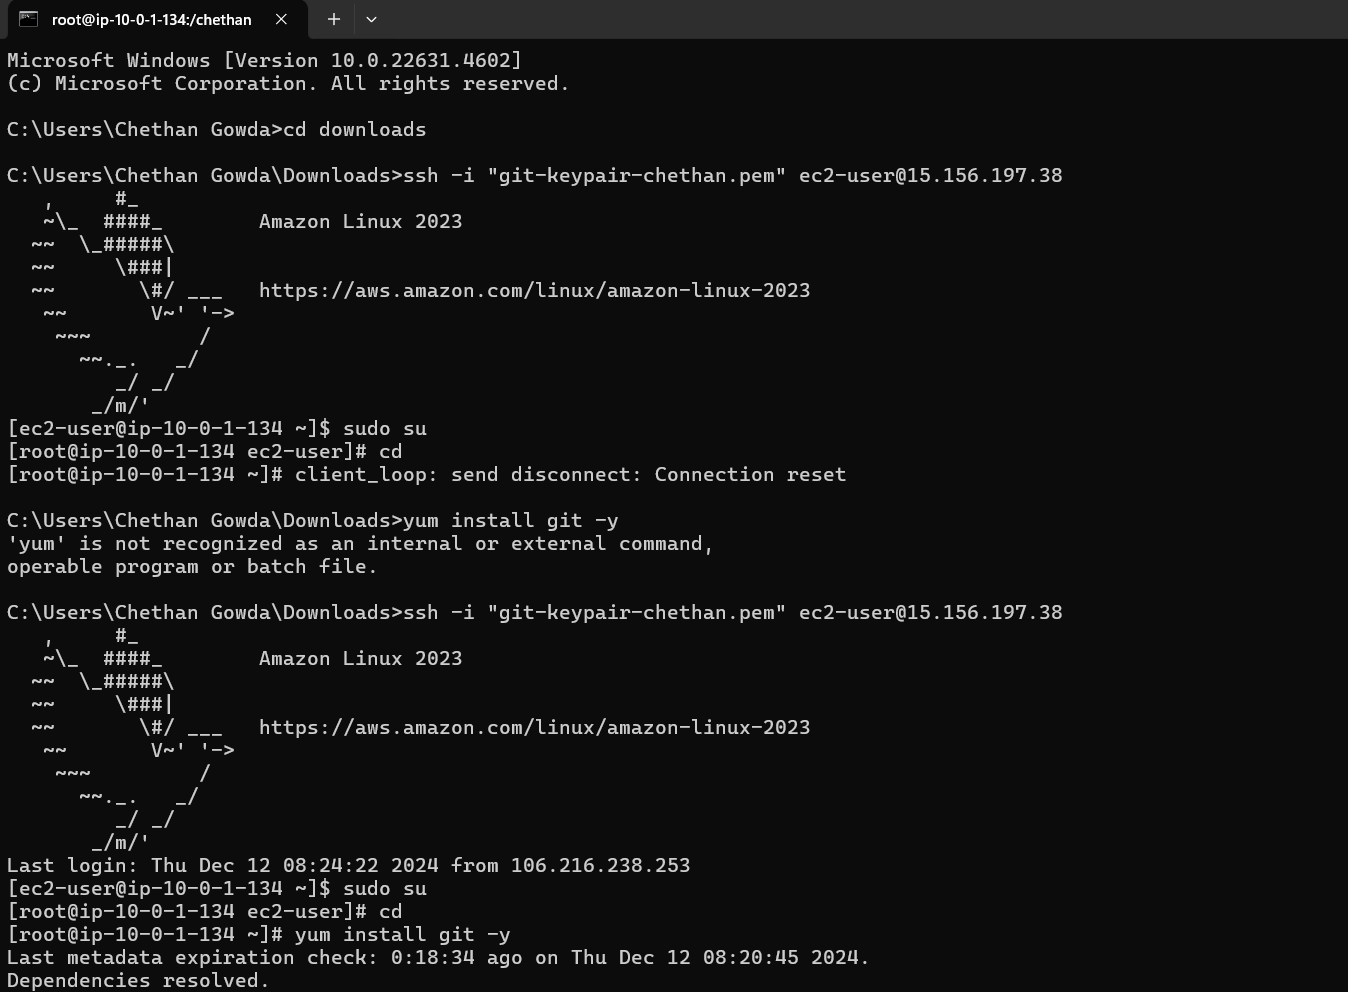 root@ip-10-0-1-134:/chethan
Microsoft Windows [Version 10.0.22631.4602]
(c) Microsoft Corporation. All rights reserved.

C:\Users\Chethan Gowda>cd downloads

C:\Users\Chethan Gowda\Downloads>ssh -i "git-keypair-chethan.pem" ec2-user@15.156.197.38
   ,     #_
   ~\_  ####_        Amazon Linux 2023
  ~~  \_#####\
  ~~     \###|
  ~~       \#/ ___   https://aws.amazon.com/linux/amazon-linux-2023
   ~~       V~' '->
    ~~~         /
      ~~._.   _/
         _/ _/
       _/m/'
[ec2-user@ip-10-0-1-134 ~]$ sudo su
[root@ip-10-0-1-134 ec2-user]# cd
[root@ip-10-0-1-134 ~]# client_loop: send disconnect: Connection reset

C:\Users\Chethan Gowda\Downloads>yum install git -y
'yum' is not recognized as an internal or external command,
operable program or batch file.

C:\Users\Chethan Gowda\Downloads>ssh -i "git-keypair-chethan.pem" ec2-user@15.156.197.38
   ,     #_
   ~\_  ####_        Amazon Linux 2023
  ~~  \_#####\
  ~~     \###|
  ~~       \#/ ___   https://aws.amazon.com/linux/amazon-linux-2023
   ~~       V~' '->
    ~~~         /
      ~~._.   _/
         _/ _/
       _/m/'
Last login: Thu Dec 12 08:24:22 2024 from 106.216.238.253
[ec2-user@ip-10-0-1-134 ~]$ sudo su
[root@ip-10-0-1-134 ec2-user]# cd
[root@ip-10-0-1-134 ~]# yum install git -y
Last metadata expiration check: 0:18:34 ago on Thu Dec 12 08:20:45 2024.
Dependencies resolved.